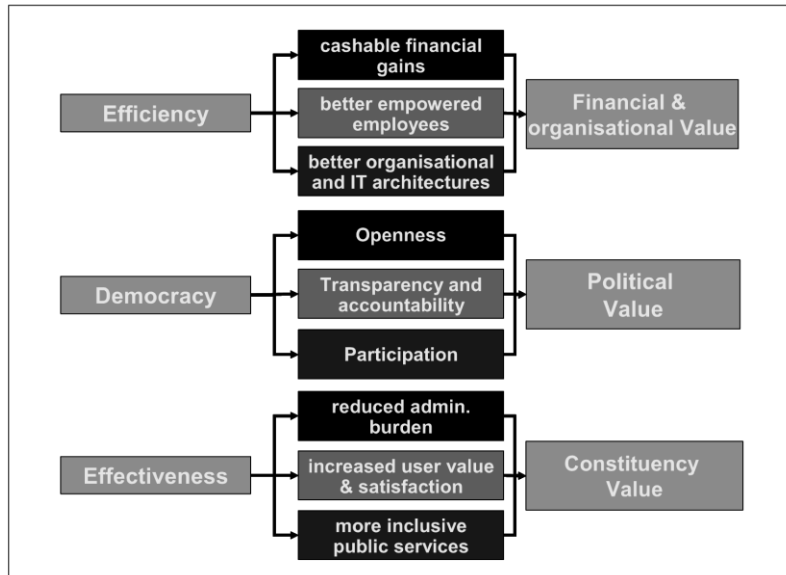 Efficiency
cashable financial
gains
better empowered
employees
better organisational
and IT architectures
Financial &
organisational Value
Democracy
Openness
Transparency and
accountability
Participation
Political
Value
Effectiveness
reduced admin.
burden
increased user value
& satisfaction
more inclusive
public services
Constituency
Value